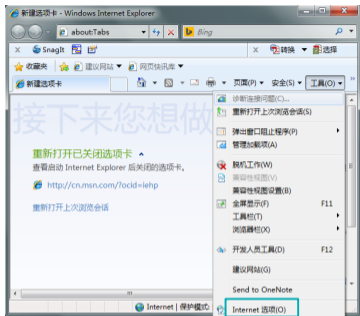 新建选项卡 - Windows Internet Explorer
about:Tabs
Bing
x SnagIt
x 转换 选择
收藏夹 建议网站 网页快讯库
新建选项卡
页面(P) 安全(S) 工具(O)
接下来您想做
重新打开已关闭选项卡
查看启动 Internet Explorer 后关闭的选项卡。
http://cn.msn.com/?ocid=iehp
重新打开上次浏览会话
诊断连接问题(C)...
重新打开上次浏览会话(S)
弹出窗口阻止程序(P)
管理加载项(A)
脱机工作(W)
兼容性视图(V)
兼容性视图设置(B)
全屏显示(F) F11
工具栏(T)
浏览器栏(X)
开发人员工具(D) F12
建议网站(G)
Send to OneNote
Internet 选项(O)
Internet | 保护模式: